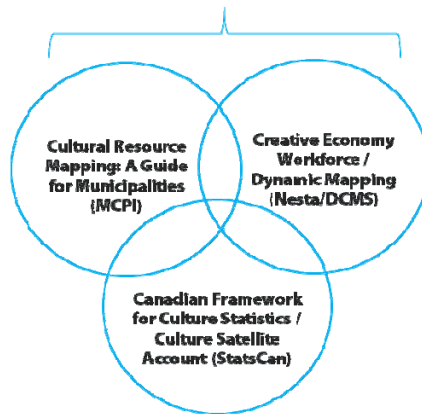 Cultural Resource
Mapping: A Guide
for Municipalities
(MCPI)
Creative Economy
Workforce /
Dynamic Mapping
(Nesta/DCMS)
Canadian Framework
for Culture Statistics /
Culture Satellite
Account (StatsCan)